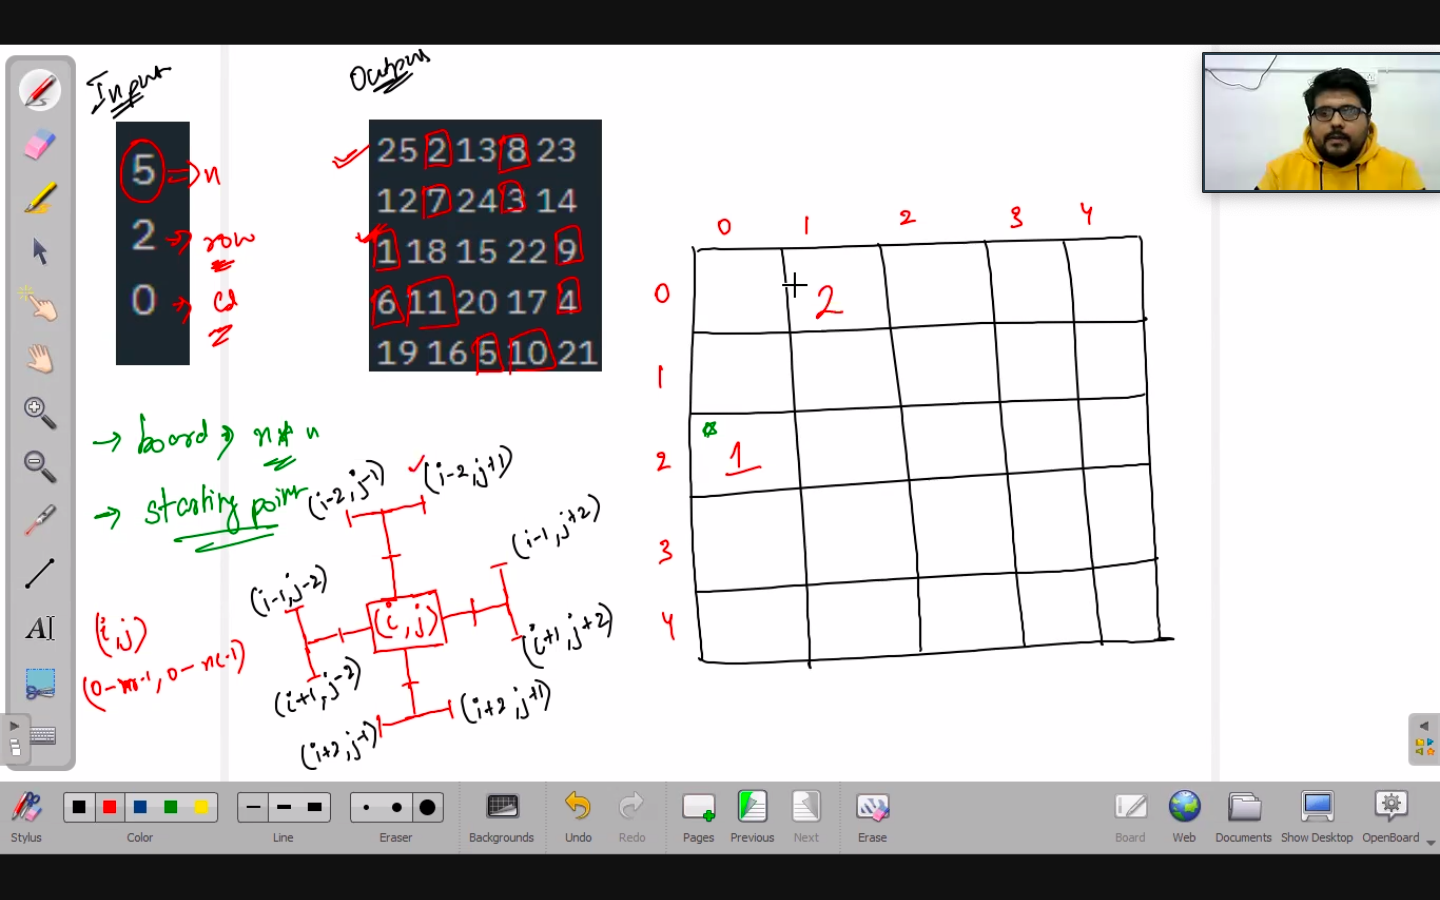 Input
Output
5 ⇒ n
2 → row
0 → Col
25 2 13 8 23
12 7 24 3 14
1 18 15 22 9
6 11 20 17 4
19 16 5 10 21
→ board → n*n
→ starting point
(i-2, j-1)
(i-2, j+1)
(i-1, j+2)
(i-1, j-2)
(i, j)
(i+1, j+2)
(i+1, j-2)
(i+2, j+1)
(i+2, j-1)
(i, j)
0 1 2 3 4
0 2
1
2 1
3
4
A
Stylus
Color
Line
Eraser
Backgrounds
Undo
Redo
Pages
Previous
Next
Erase
Board
Web
Documents
Show Desktop
OpenBoard